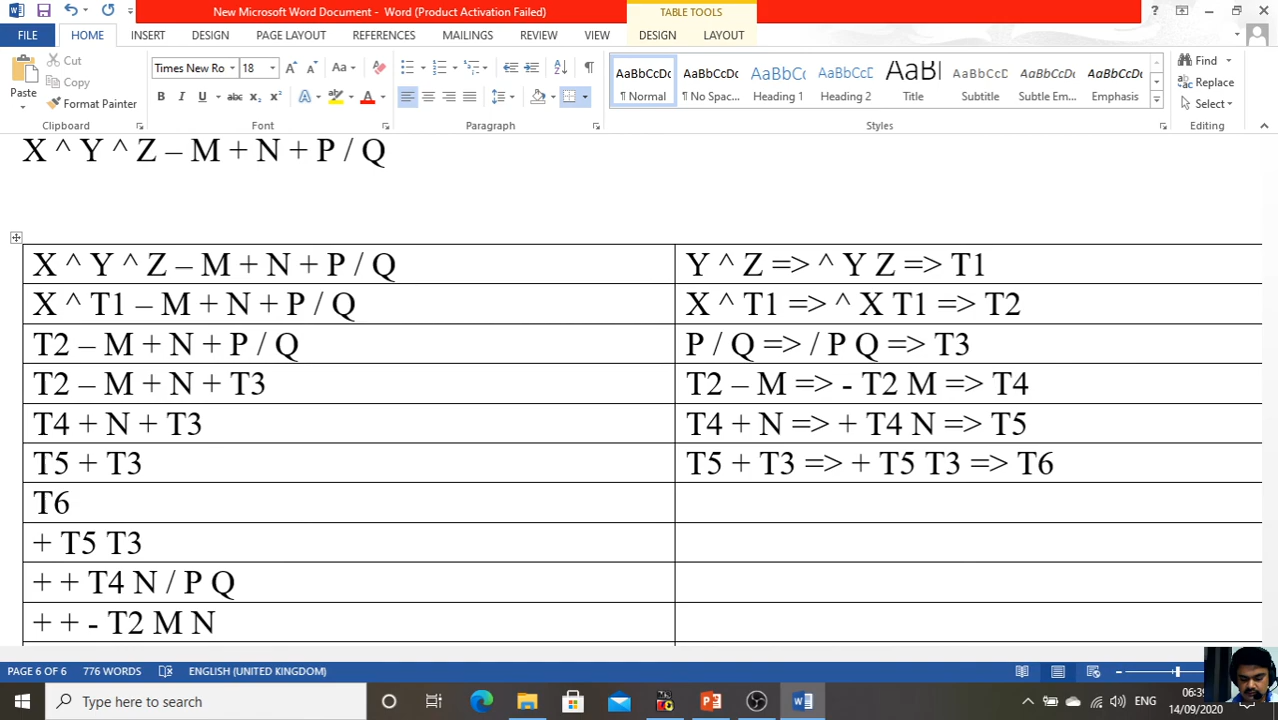 New Microsoft Word Document - Word (Product Activation Failed)
TABLE TOOLS
FILE HOME INSERT DESIGN PAGE LAYOUT REFERENCES MAILINGS REVIEW VIEW DESIGN LAYOUT
Paste
Cut
Copy
Format Painter
Clipboard
Times New Ro 18
Font
Paragraph
AaBbCcDc
¶ Normal
AaBbCcDc
¶ No Spac...
AaBbCc
Heading 1
AaBbCcD
Heading 2
AaBb
Title
AaBbCcD
Subtitle
AaBbCcDc
Subtle Em...
AaBbCcDc
Emphasis
Styles
Find
Replace
Select
Editing
X ^ Y ^ Z – M + N + P / Q
X ^ Y ^ Z – M + N + P / Q Y ^ Z => ^ Y Z => T1
X ^ T1 – M + N + P / Q X ^ T1 => ^ X T1 => T2
T2 – M + N + P / Q P / Q => / P Q => T3
T2 – M + N + T3 T2 – M => - T2 M => T4
T4 + N + T3 T4 + N => + T4 N => T5
T5 + T3 T5 + T3 => + T5 T3 => T6
T6
+ T5 T3
+ + T4 N / P Q
+ + - T2 M N
PAGE 6 OF 6 776 WORDS ENGLISH (UNITED KINGDOM)
Type here to search
ENG
14/09/2020